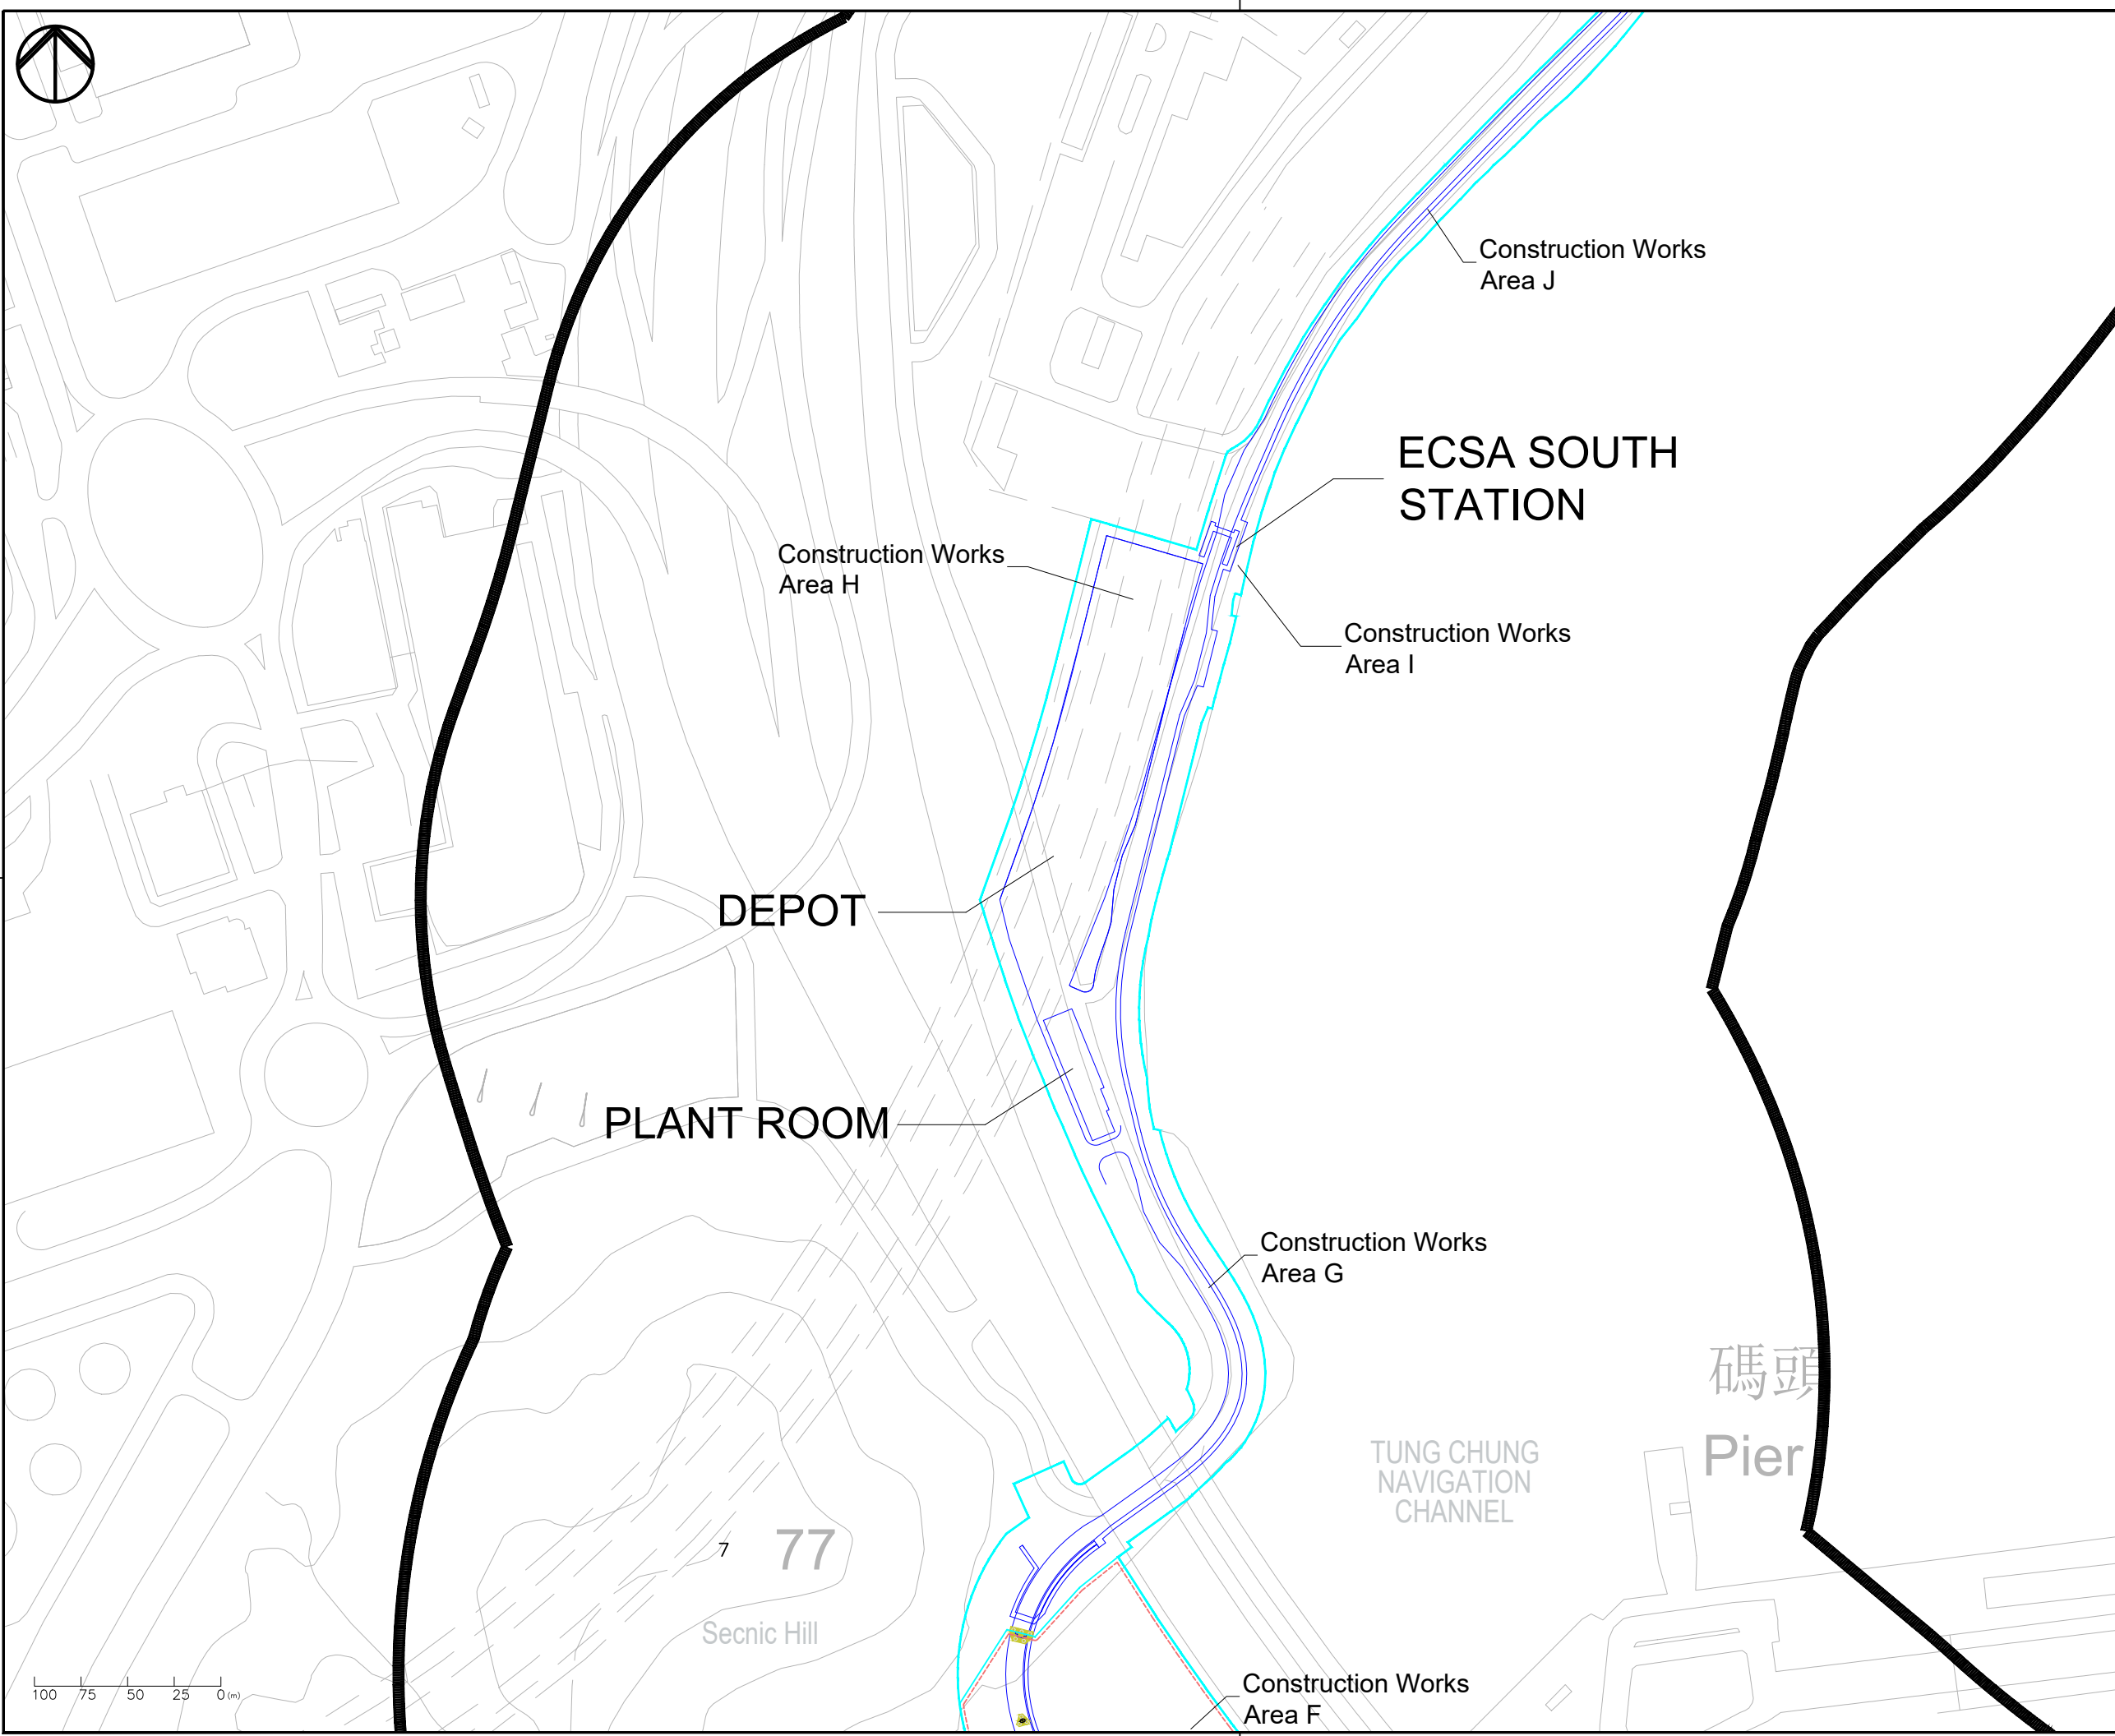 Construction Works
Area J
ECSA SOUTH
STATION
Construction Works
Area H
Construction Works
Area I
DEPOT
PLANT ROOM
Construction Works
Area G
碼頭
Pier
TUNG CHUNG
NAVIGATION
CHANNEL
7
77
Secnic Hill
Construction Works
Area F
100 75 50 25 0 (m)